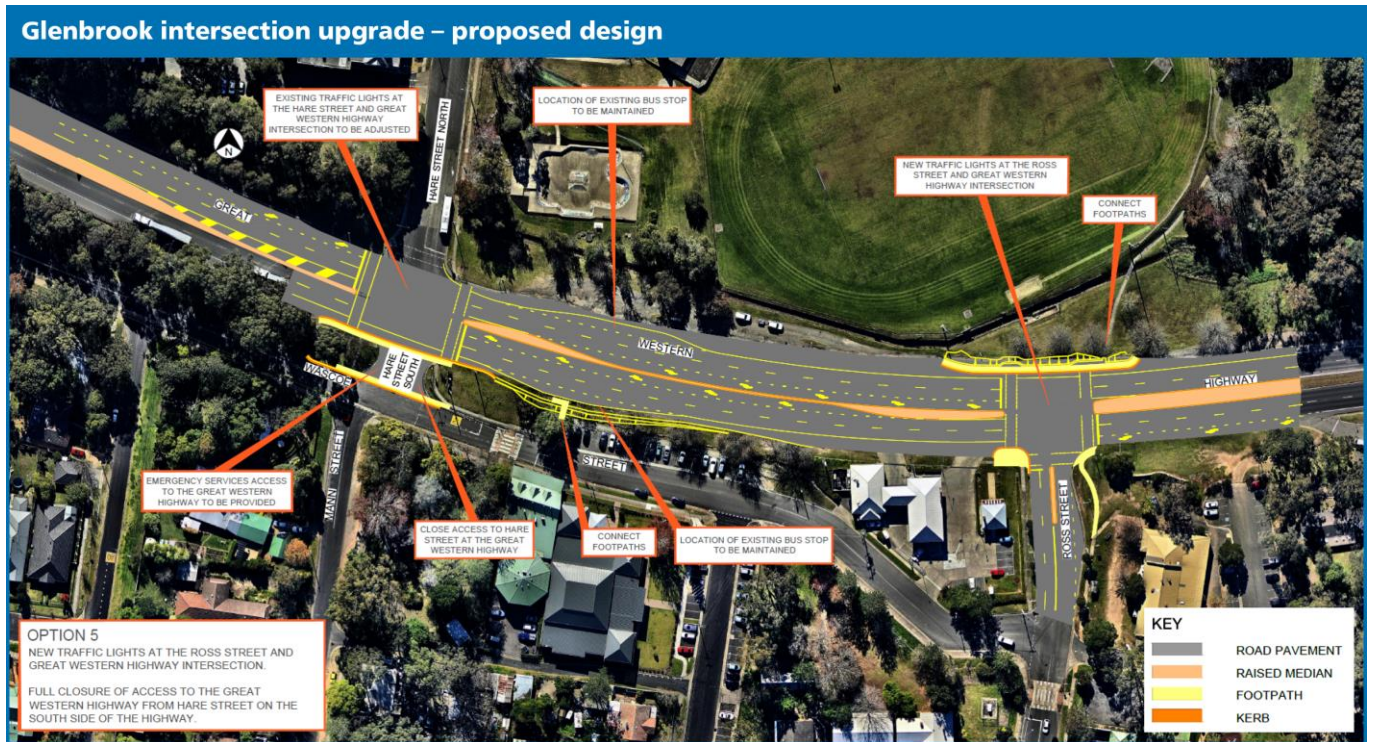 Glenbrook intersection upgrade – proposed design
EXISTING TRAFFIC LIGHTS AT
THE HARE STREET AND GREAT
WESTERN HIGHWAY
INTERSECTION TO BE ADJUSTED
HARE STREET NORTH
LOCATION OF EXISTING BUS STOP
TO BE MAINTAINED
NEW TRAFFIC LIGHTS AT THE ROSS
STREET AND GREAT WESTERN
HIGHWAY INTERSECTION
CONNECT
FOOTPATHS
N
GREAT
WESTERN
HIGHWAY
HARE
STREET
SOUTH
WASCOE
STREET
MANN STREET
ROSS STREET
EMERGENCY SERVICES ACCESS
TO THE GREAT WESTERN
HIGHWAY TO BE PROVIDED
CLOSE ACCESS TO HARE
STREET AT THE GREAT
WESTERN HIGHWAY
CONNECT
FOOTPATHS
LOCATION OF EXISTING BUS STOP
TO BE MAINTAINED
OPTION 5
NEW TRAFFIC LIGHTS AT THE ROSS STREET AND
GREAT WESTERN HIGHWAY INTERSECTION.
FULL CLOSURE OF ACCESS TO THE GREAT
WESTERN HIGHWAY FROM HARE STREET ON THE
SOUTH SIDE OF THE HIGHWAY.
KEY
ROAD PAVEMENT
RAISED MEDIAN
FOOTPATH
KERB